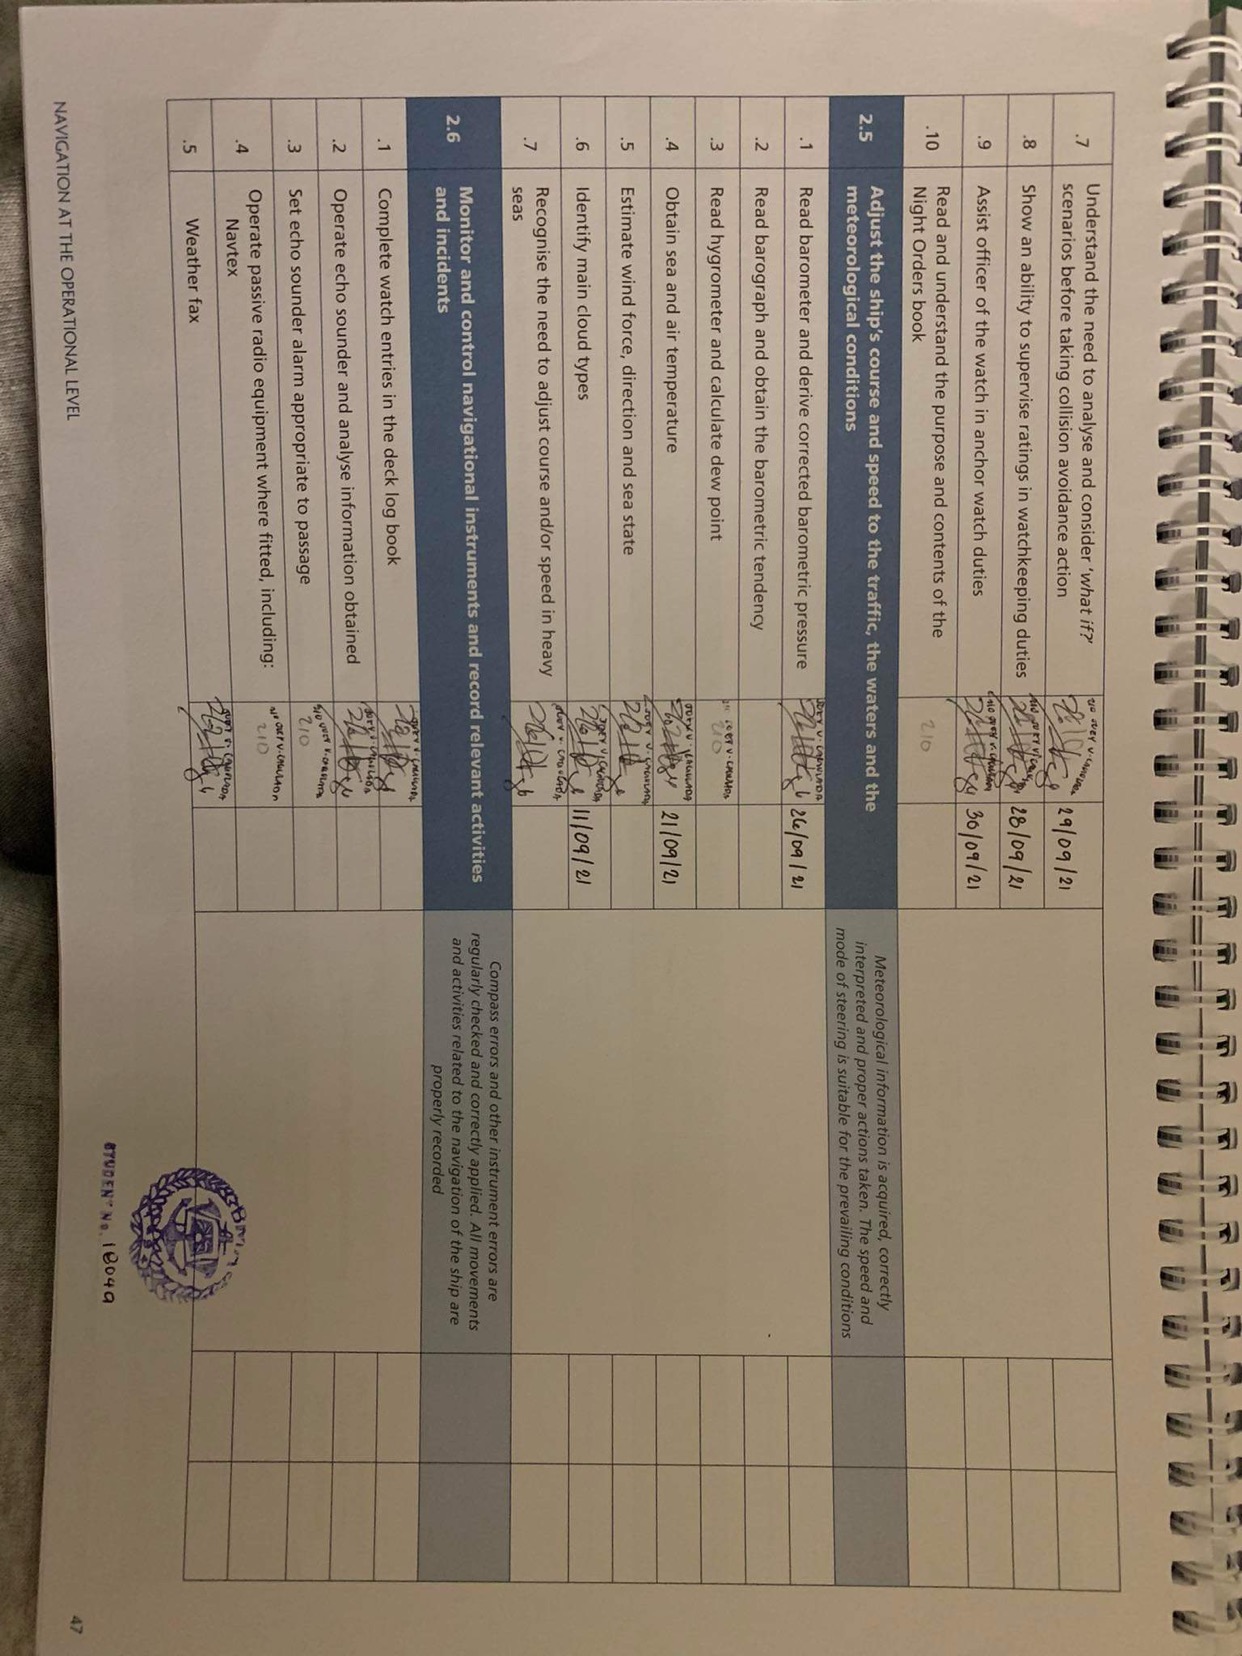 .7 Understand the need to analyse and consider 'what if?'
scenarios before taking collision avoidance action 29/09/21
.8 Show an ability to supervise ratings in watchkeeping duties 28/09/21
.9 Assist officer of the watch in anchor watch duties 30/09/21
.10 Read and understand the purpose and contents of the
Night Orders book 210
2.5 Adjust the ship's course and speed to the traffic, the waters and the
meteorological conditions
Meteorological information is acquired, correctly
interpreted and proper actions taken. The speed and
mode of steering is suitable for the prevailing conditions
.1 Read barometer and derive corrected barometric pressure 26/09/21
.2 Read barograph and obtain the barometric tendency
.3 Read hygrometer and calculate dew point 210
.4 Obtain sea and air temperature 21/09/21
.5 Estimate wind force, direction and sea state
.6 Identify main cloud types 11/09/21
.7 Recognise the need to adjust course and/or speed in heavy
seas
2.6 Monitor and control navigational instruments and record relevant activities
and incidents
Compass errors and other instrument errors are
regularly checked and correctly applied. All movements
and activities related to the navigation of the ship are
properly recorded
.1 Complete watch entries in the deck log book
.2 Operate echo sounder and analyse information obtained
.3 Set echo sounder alarm appropriate to passage 210
.4 Operate passive radio equipment where fitted, including:
Navtex 210
.5 Weather fax
STUDENT No. 18049
NAVIGATION AT THE OPERATIONAL LEVEL
47